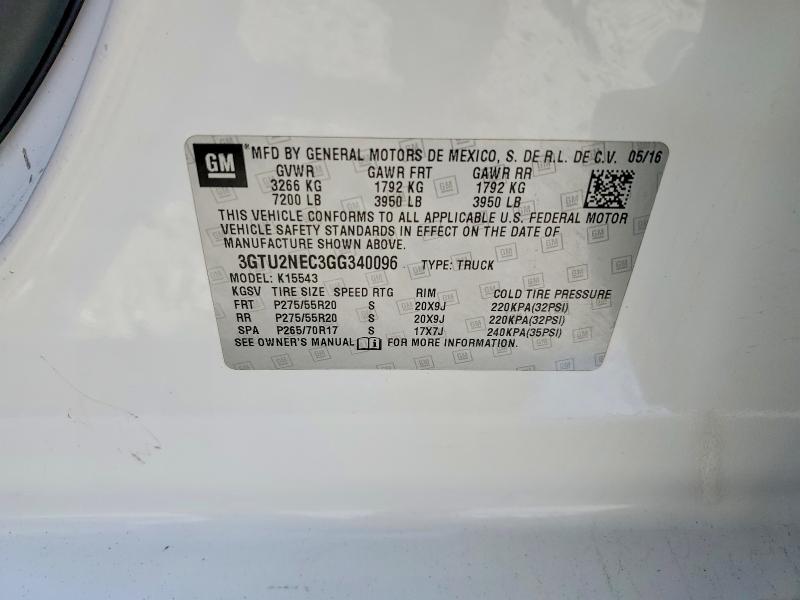 GM ® MFD BY GENERAL MOTORS DE MEXICO, S. DE R.L. DE C.V. 05/16
GVWR GAWR FRT GAWR RR
3266 KG 1792 KG 1792 KG
7200 LB 3950 LB 3950 LB
THIS VEHICLE CONFORMS TO ALL APPLICABLE U.S. FEDERAL MOTOR
VEHICLE SAFETY STANDARDS IN EFFECT ON THE DATE OF
MANUFACTURE SHOWN ABOVE.
3GTU2NEC3GG340096 TYPE: TRUCK
MODEL: K15543
KGSV TIRE SIZE SPEED RTG RIM COLD TIRE PRESSURE
FRT P275/55R20 S 20X9J 220KPA(32PSI)
RR P275/55R20 S 20X9J 220KPA(32PSI)
SPA P265/70R17 S 17X7J 240KPA(35PSI)
SEE OWNER'S MANUAL i FOR MORE INFORMATION.